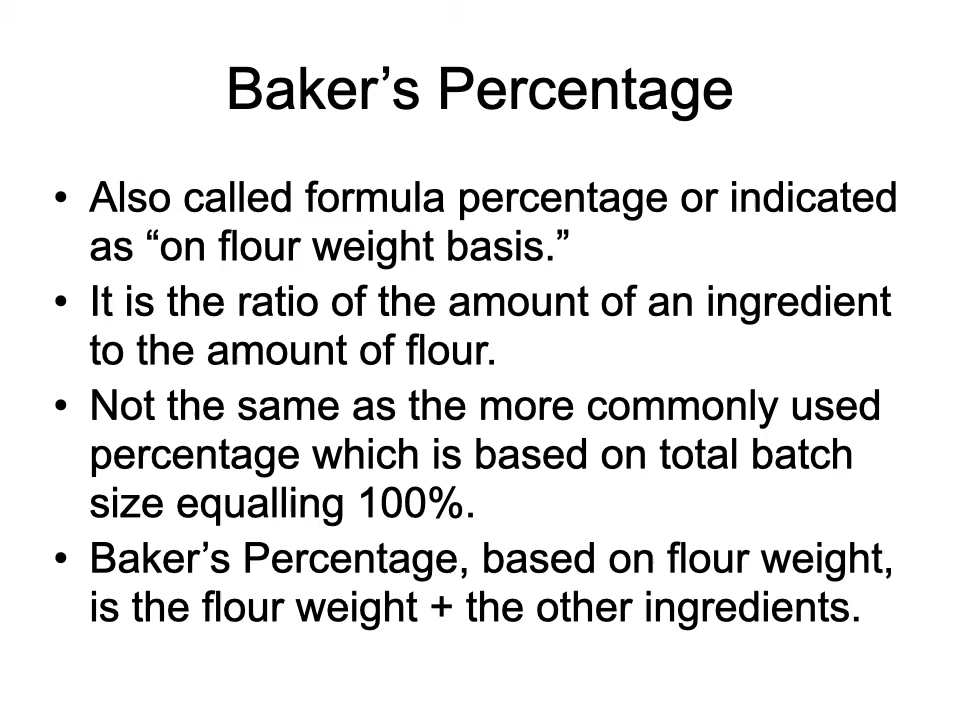 Baker’s Percentage
• Also called formula percentage or indicated
as “on flour weight basis.”
• It is the ratio of the amount of an ingredient
to the amount of flour.
• Not the same as the more commonly used
percentage which is based on total batch
size equalling 100%.
• Baker’s Percentage, based on flour weight,
is the flour weight + the other ingredients.